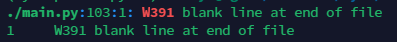 ./main.py:103:1: W391 blank line at end of file
1     W391 blank line at end of file